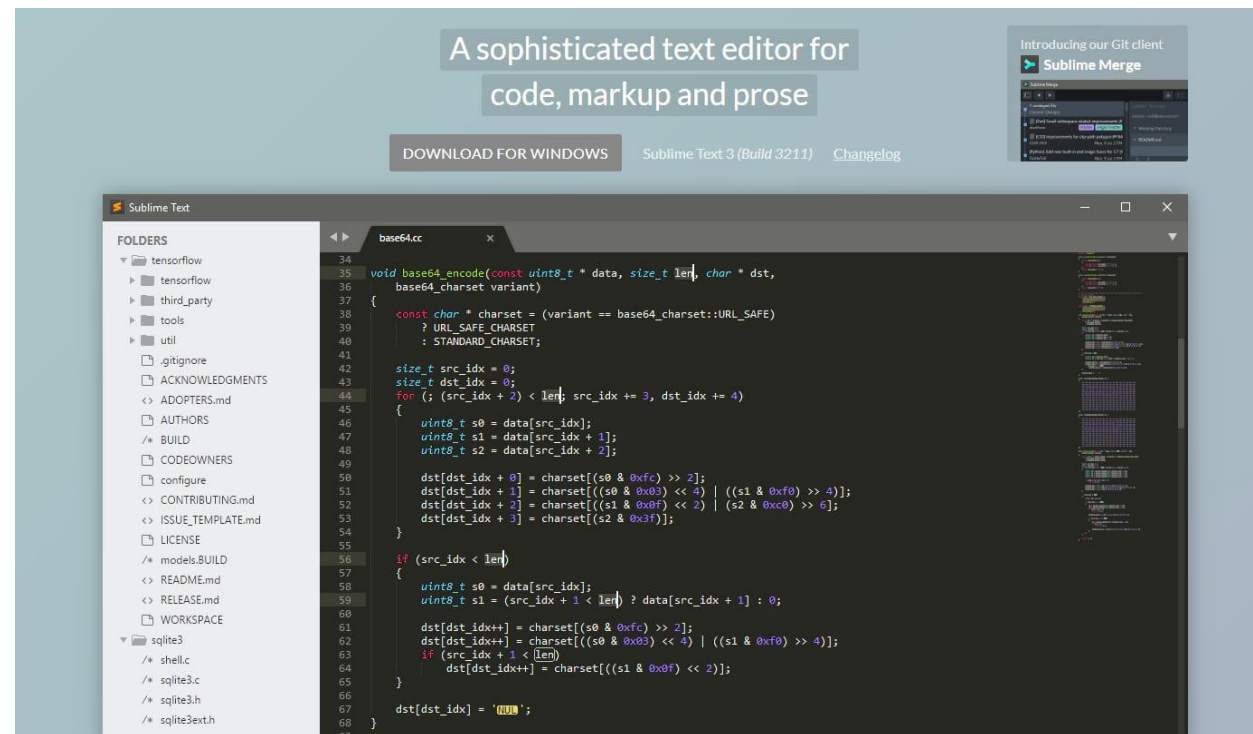 A sophisticated text editor for
code, markup and prose
DOWNLOAD FOR WINDOWS
Sublime Text 3 (Build 3211)
Changelog
Introducing our Git client
Sublime Merge
Sublime Text
FOLDERS
tensorflow
tensorflow
third_party
tools
util
.gitignore
ACKNOWLEDGMENTS
<> ADOPTERS.md
AUTHORS
/* BUILD
CODEOWNERS
configure
<> CONTRIBUTING.md
<> ISSUE_TEMPLATE.md
LICENSE
/* models.BUILD
<> README.md
<> RELEASE.md
WORKSPACE
sqlite3
/* shell.c
/* sqlite3.c
/* sqlite3.h
/* sqlite3ext.h
base64.cc
34
35 void base64_encode(const uint8_t * data, size_t len, char * dst,
36     base64_charset variant)
37 {
38     const char * charset = (variant == base64_charset::URL_SAFE)
39         ? URL_SAFE_CHARSET
40         : STANDARD_CHARSET;
41
42     size_t src_idx = 0;
43     size_t dst_idx = 0;
44     for (; (src_idx + 2) < len; src_idx += 3, dst_idx += 4)
45     {
46         uint8_t s0 = data[src_idx];
47         uint8_t s1 = data[src_idx + 1];
48         uint8_t s2 = data[src_idx + 2];
49
50         dst[dst_idx + 0] = charset[(s0 & 0xfc) >> 2];
51         dst[dst_idx + 1] = charset[((s0 & 0x03) << 4) | ((s1 & 0xf0) >> 4)];
52         dst[dst_idx + 2] = charset[((s1 & 0x0f) << 2) | (s2 & 0xc0) >> 6];
53         dst[dst_idx + 3] = charset[(s2 & 0x3f)];
54     }
55
56     if (src_idx < len)
57     {
58         uint8_t s0 = data[src_idx];
59         uint8_t s1 = (src_idx + 1 < len) ? data[src_idx + 1] : 0;
60
61         dst[dst_idx++] = charset[(s0 & 0xfc) >> 2];
62         dst[dst_idx++] = charset[((s0 & 0x03) << 4) | ((s1 & 0xf0) >> 4)];
63         if (src_idx + 1 < len)
64             dst[dst_idx++] = charset[((s1 & 0x0f) << 2)];
65     }
66
67     dst[dst_idx] = 'NUL';
68 }